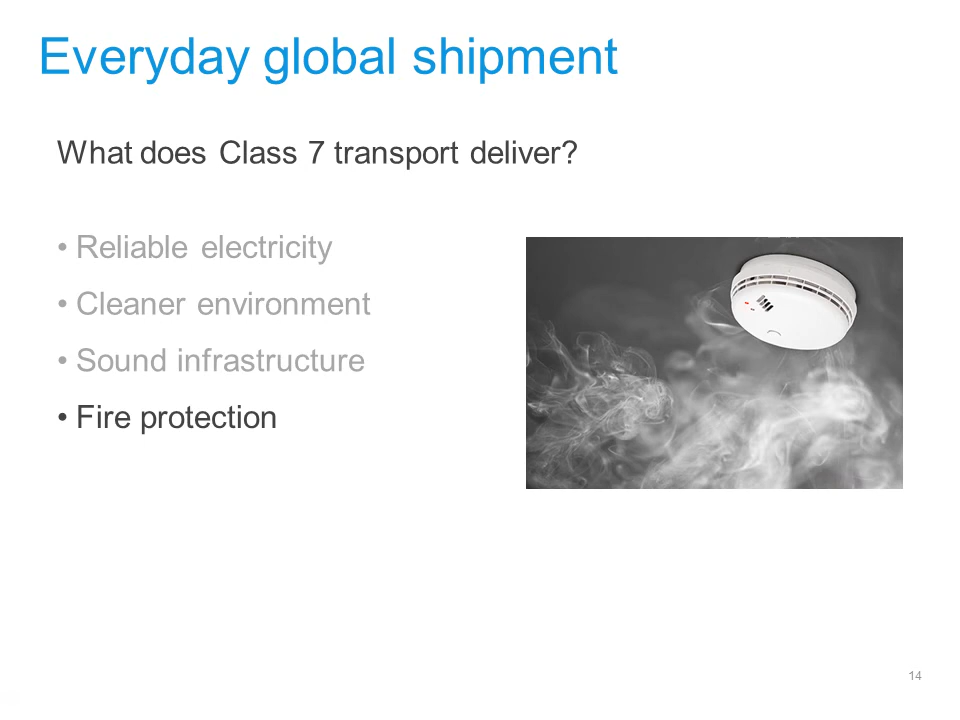 Everyday global shipment
What does Class 7 transport deliver?
• Reliable electricity
• Cleaner environment
• Sound infrastructure
• Fire protection
14